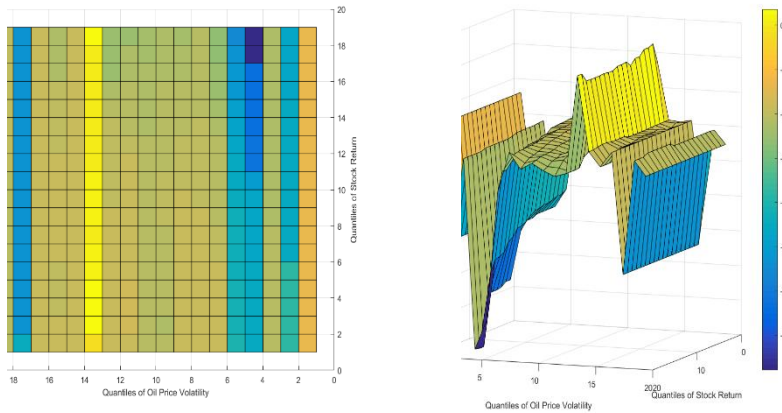 20
18
16
14
12
10
8
6
4
2
0
Quantiles of Stock Return
18 16 14 12 10 8 6 4 2 0
Quantiles of Oil Price Volatility
5 10 15 2020
10
0
Quantiles of Stock Return
Quantiles of Oil Price Volatility